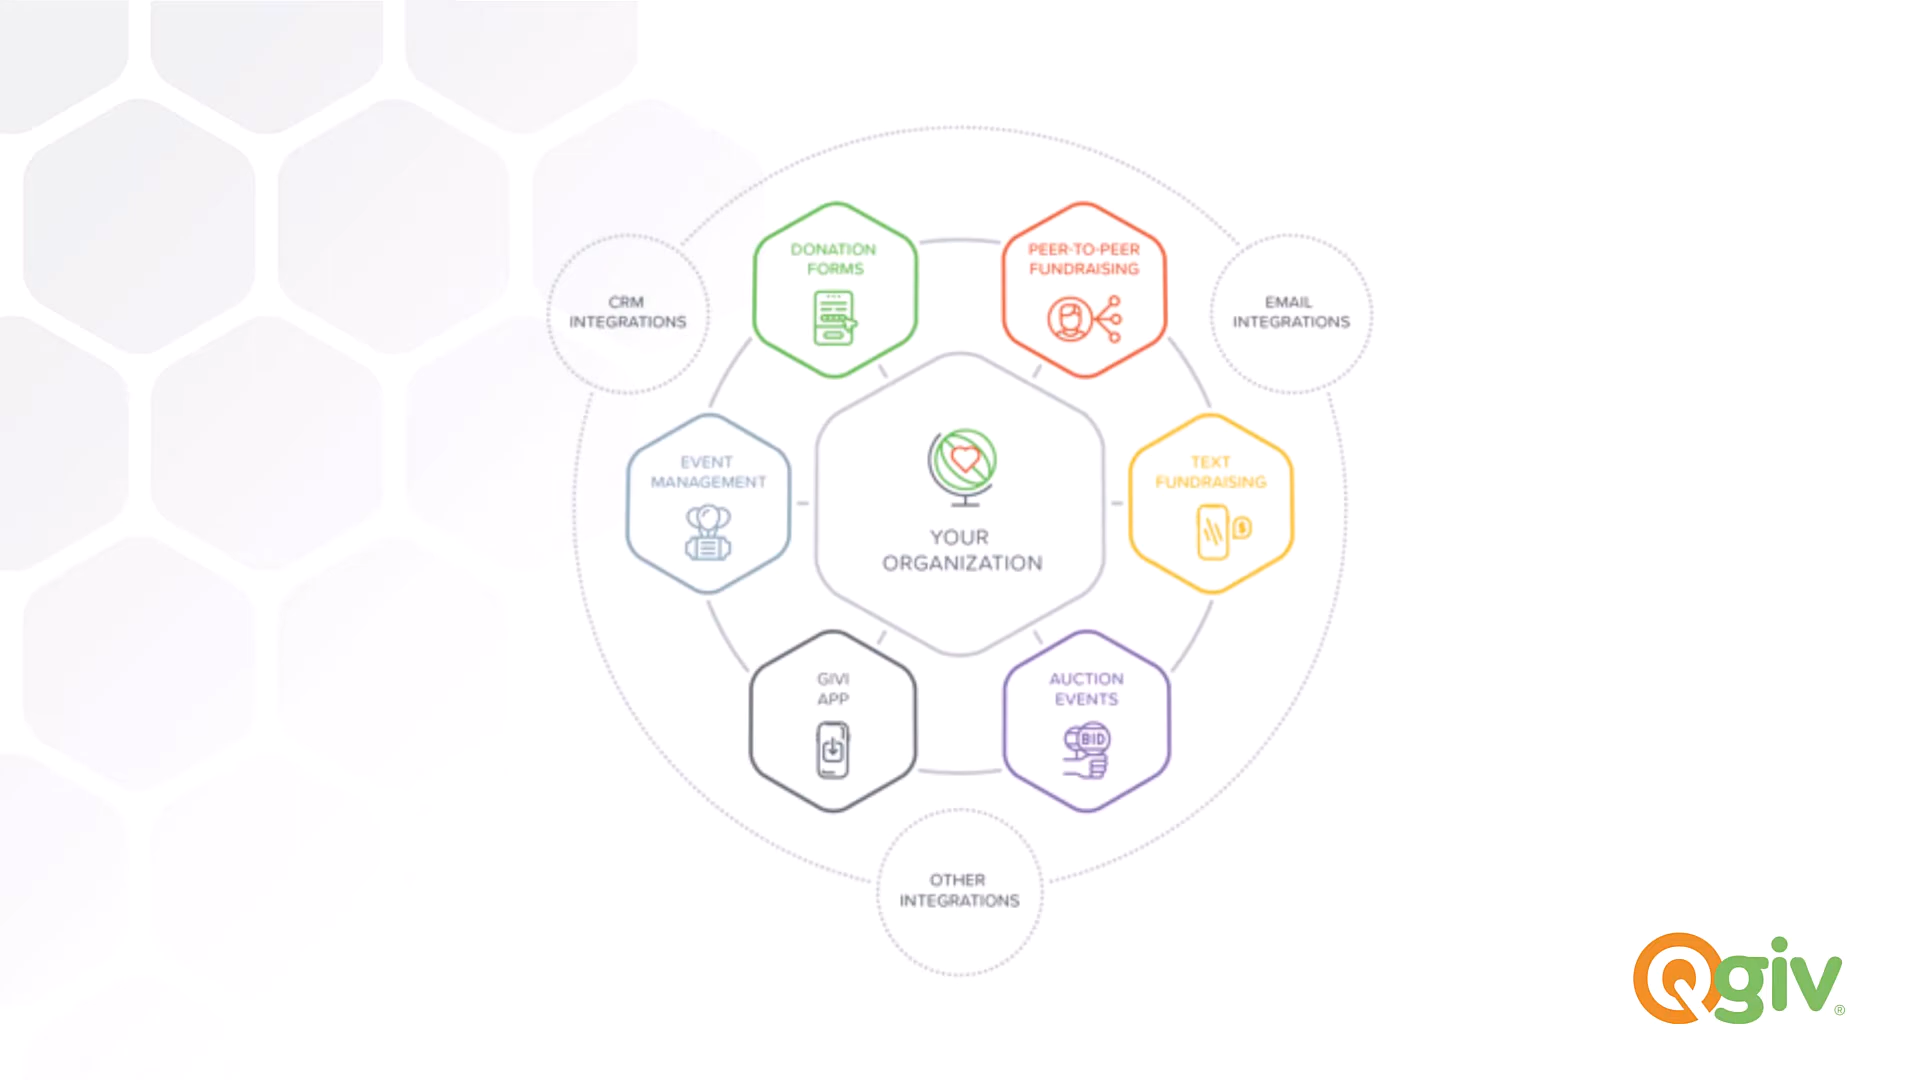 DONATION
FORMS
PEER-TO-PEER
FUNDRAISING
CRM
INTEGRATIONS
EMAIL
INTEGRATIONS
EVENT
MANAGEMENT
TEXT
FUNDRAISING
$
YOUR
ORGANIZATION
GIVI
APP
AUCTION
EVENTS
BID
OTHER
INTEGRATIONS
Qgiv®